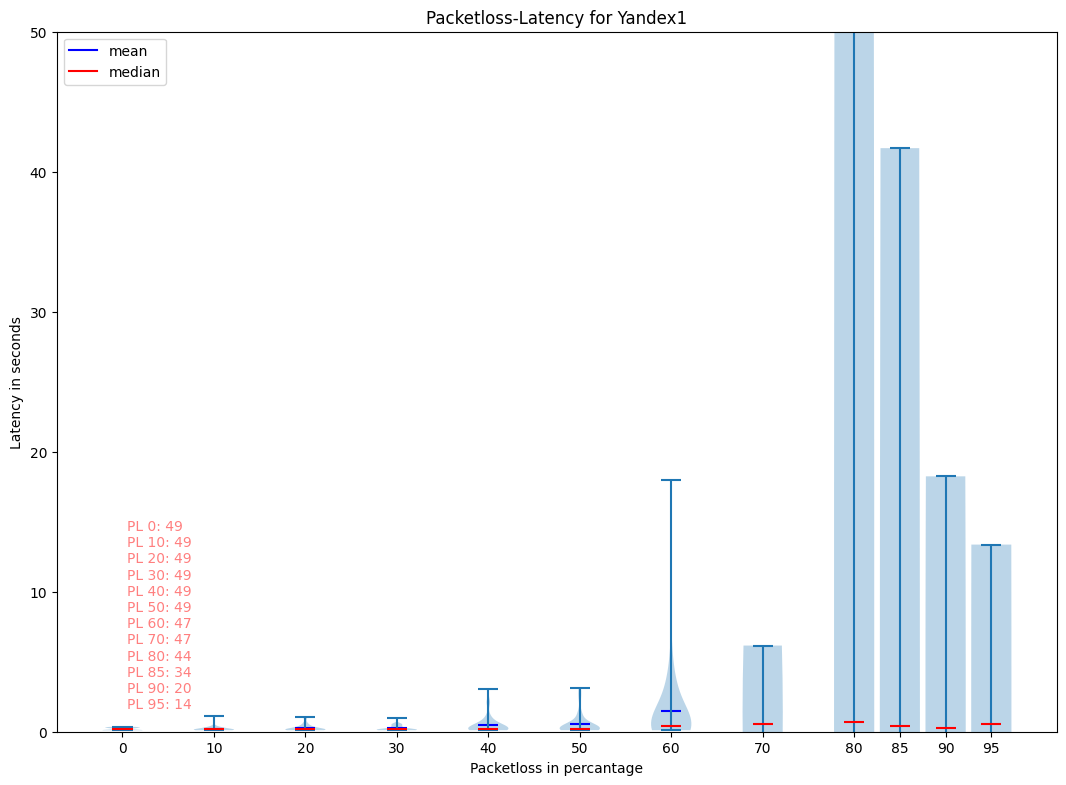 Packetloss-Latency for Yandex1
mean
median
50
40
30
20
10
0
Latency in seconds
PL 0: 49
PL 10: 49
PL 20: 49
PL 30: 49
PL 40: 49
PL 50: 49
PL 60: 47
PL 70: 47
PL 80: 44
PL 85: 34
PL 90: 20
PL 95: 14
0 10 20 30 40 50 60 70 80 85 90 95
Packetloss in percantage